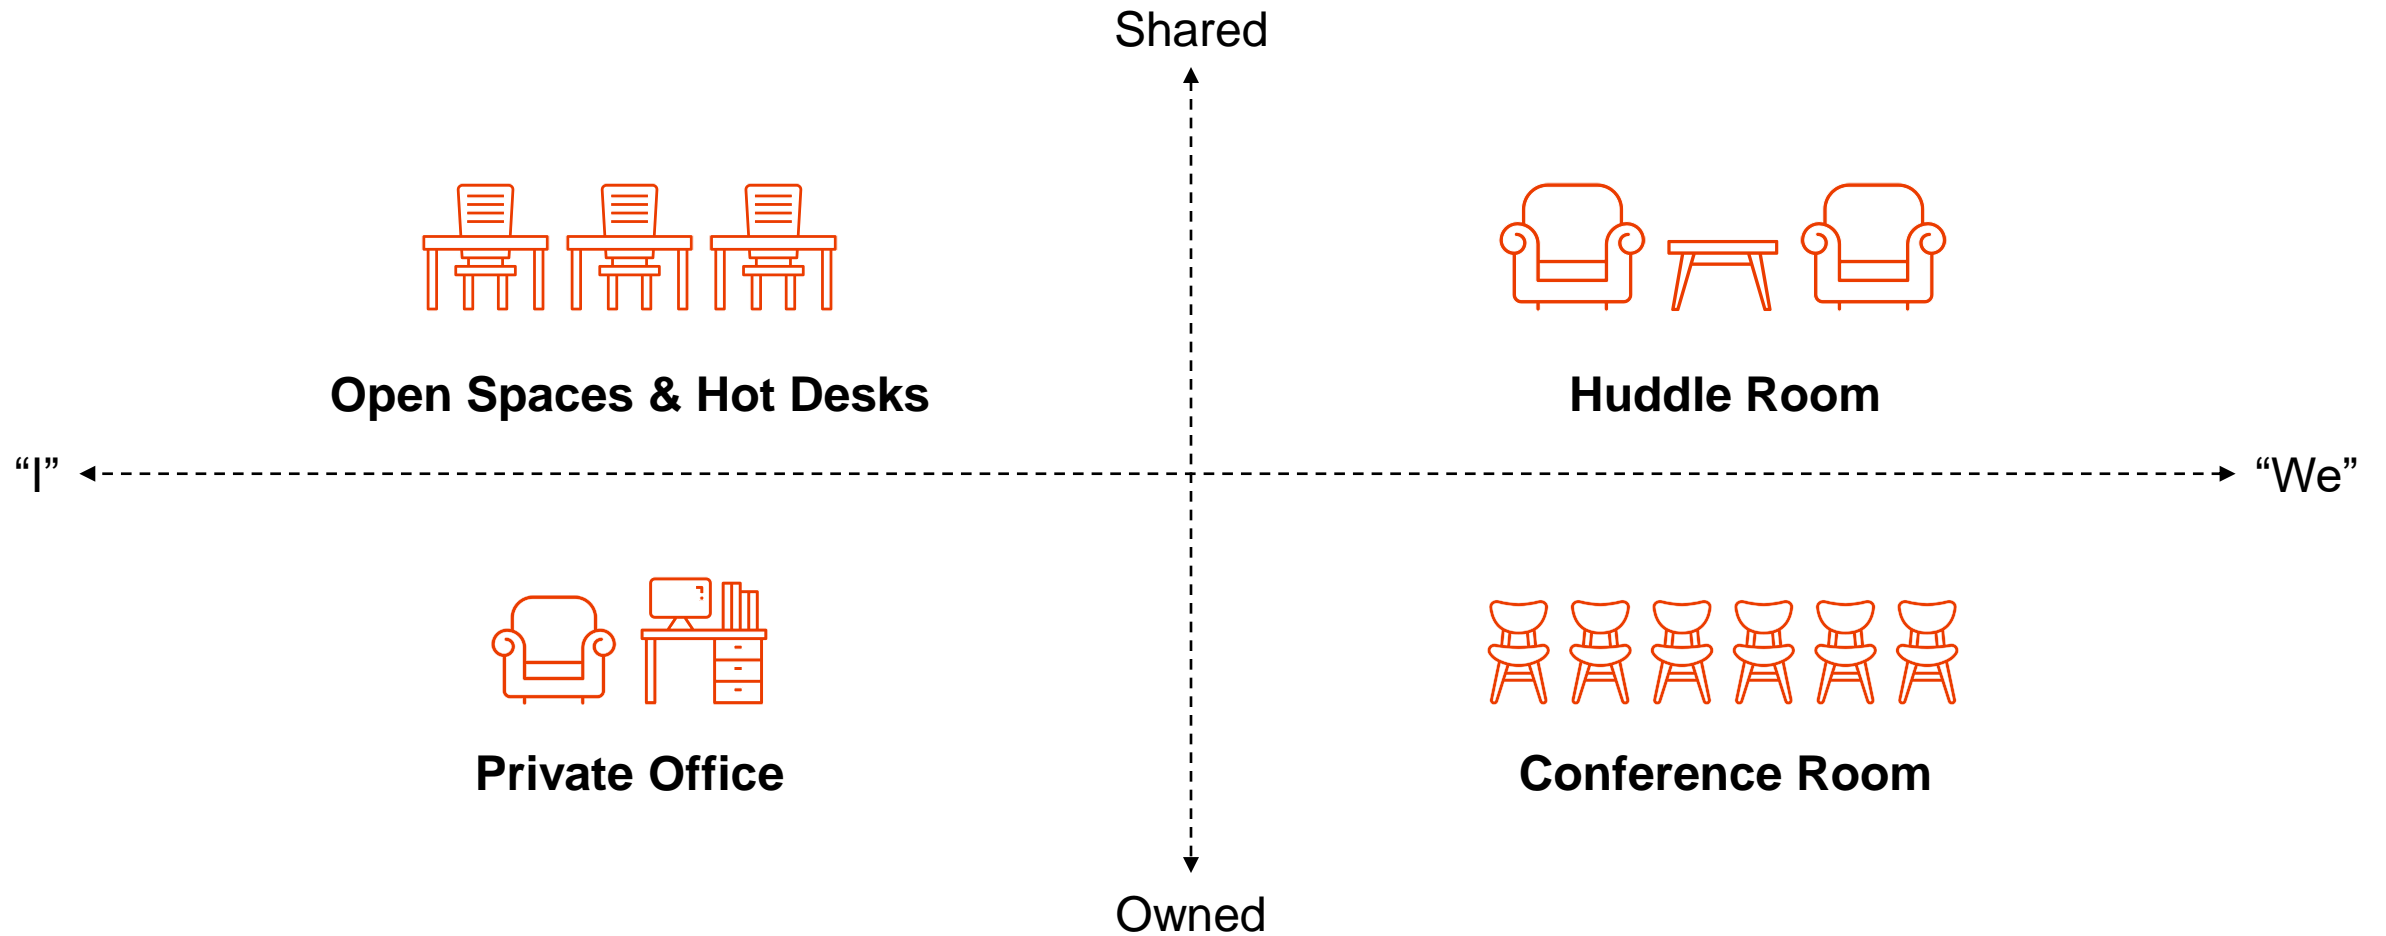 Shared
Open Spaces & Hot Desks
Huddle Room
“I”
“We”
Private Office
Conference Room
Owned